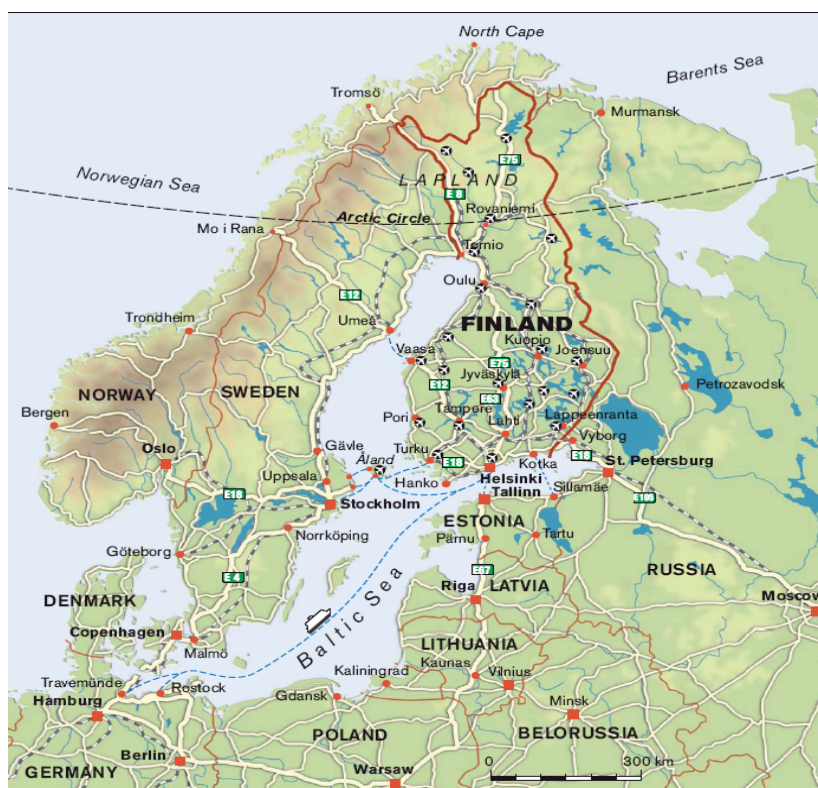 North Cape
Barents Sea
Tromsö
Murmansk
E75
Norwegian Sea
LAPLAND
E 8
Rovaniemi
Arctic Circle
Mo i Rana
Tornio
Oulu
E12
Trondheim
Umeå
FINLAND
Kuopio
Vaasa
Joensuu
E75
Jyväskylä
E12
Petrozavodsk
NORWAY
SWEDEN
E63
Bergen
Pori
Tampere
Lappeenranta
Lahti
Vyborg
Oslo
Gävle
Turku
Åland
E18
Kotka
E18
St. Petersburg
Uppsala
Helsinki
Hanko
Tallinn
Sillamäe
E18
Stockholm
E105
ESTONIA
Norrköping
Pärnu
Tartu
Göteborg
E67
RUSSIA
E 4
Riga
LATVIA
DENMARK
Moscow
Baltic Sea
Copenhagen
Malmö
LITHUANIA
Kaunas
Kaliningrad
Vilnius
Travemünde
Rostock
Gdansk
Hamburg
Minsk
POLAND
BELORUSSIA
Berlin
0
300 km
GERMANY
Warsaw